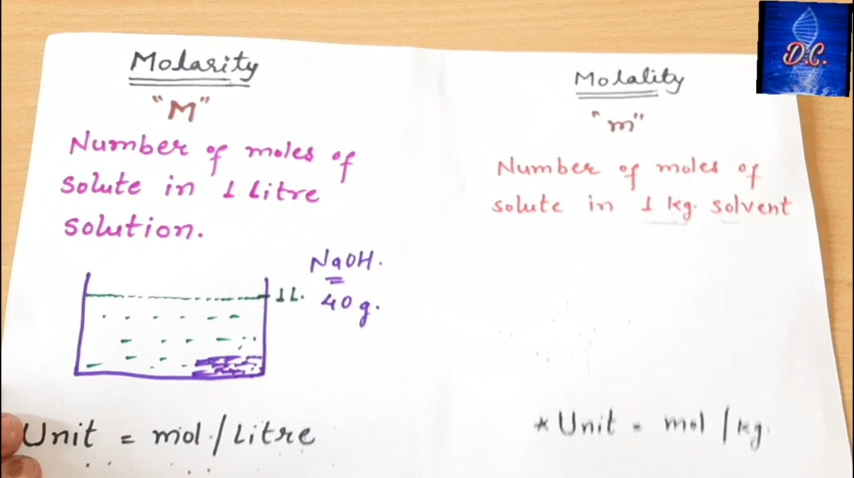 Molarity
"M"
Number of moles of
solute in 1 Litre
solution.
NaOH.
1L.
40g.
Unit = mol./Litre
Molality
"m"
Number of moles of
solute in 1 kg. solvent
* Unit = mol / kg.
D.C.